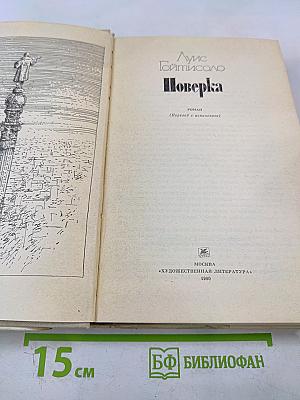 Луис
Гойтисоло
Поверка
РОМАН
(Перевод с испанского)
МОСКВА
«ХУДОЖЕСТВЕННАЯ ЛИТЕРАТУРА»
15 см
БФ БИБЛИОФАН